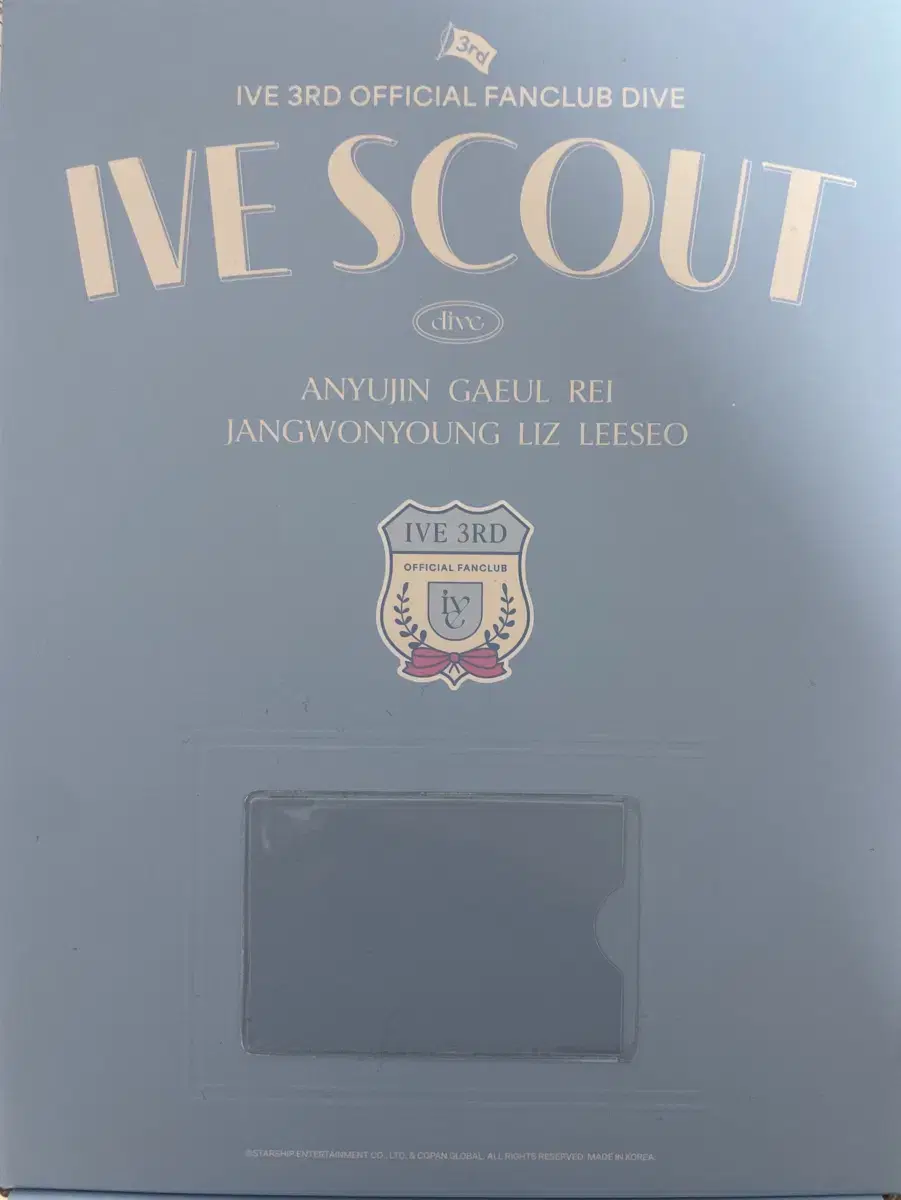 3rd
IVE 3RD OFFICIAL FANCLUB DIVE
IVE SCOUT
dive
ANYUJIN GAEUL REI
JANGWONYOUNG LIZ LEESEO
IVE 3RD
OFFICIAL FANCLUB
ive
©STARSHIP ENTERTAINMENT CO., LTD. & COPAN GLOBAL. ALL RIGHTS RESERVED. MADE IN KOREA.